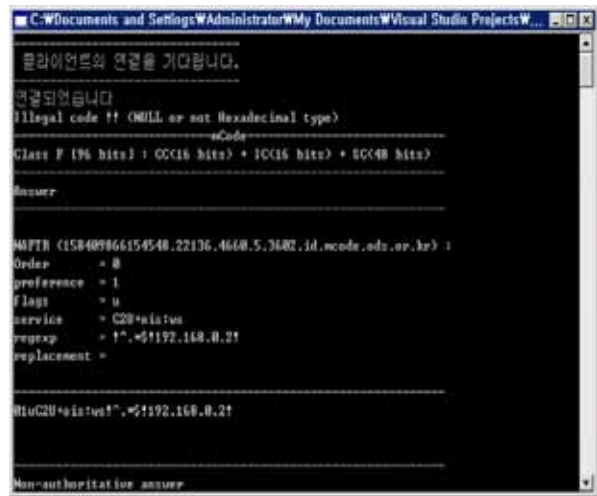 C:\Documents and Settings\Administrator\My Documents\Visual Studio Projects\...
클라이언트의 연결을 기다립니다.
연결되었습니다
Illegal code !! (NULL or not Hexadecimal type)
mCode
Class F [96 bits] : CC(16 bits) + IC(16 bits) + SC(48 bits)
Answer
NAPTR (158409866154548.22136.4660.5.3602.id.mcode.ods.or.kr) :
Order = 0
preference = 1
flags = u
service = C2U+ois:ws
regexp = !^.*$!192.168.0.2!
replacement =
01uC2U+ois:ws!^.*$!192.168.0.2!
Non-authoritative answer